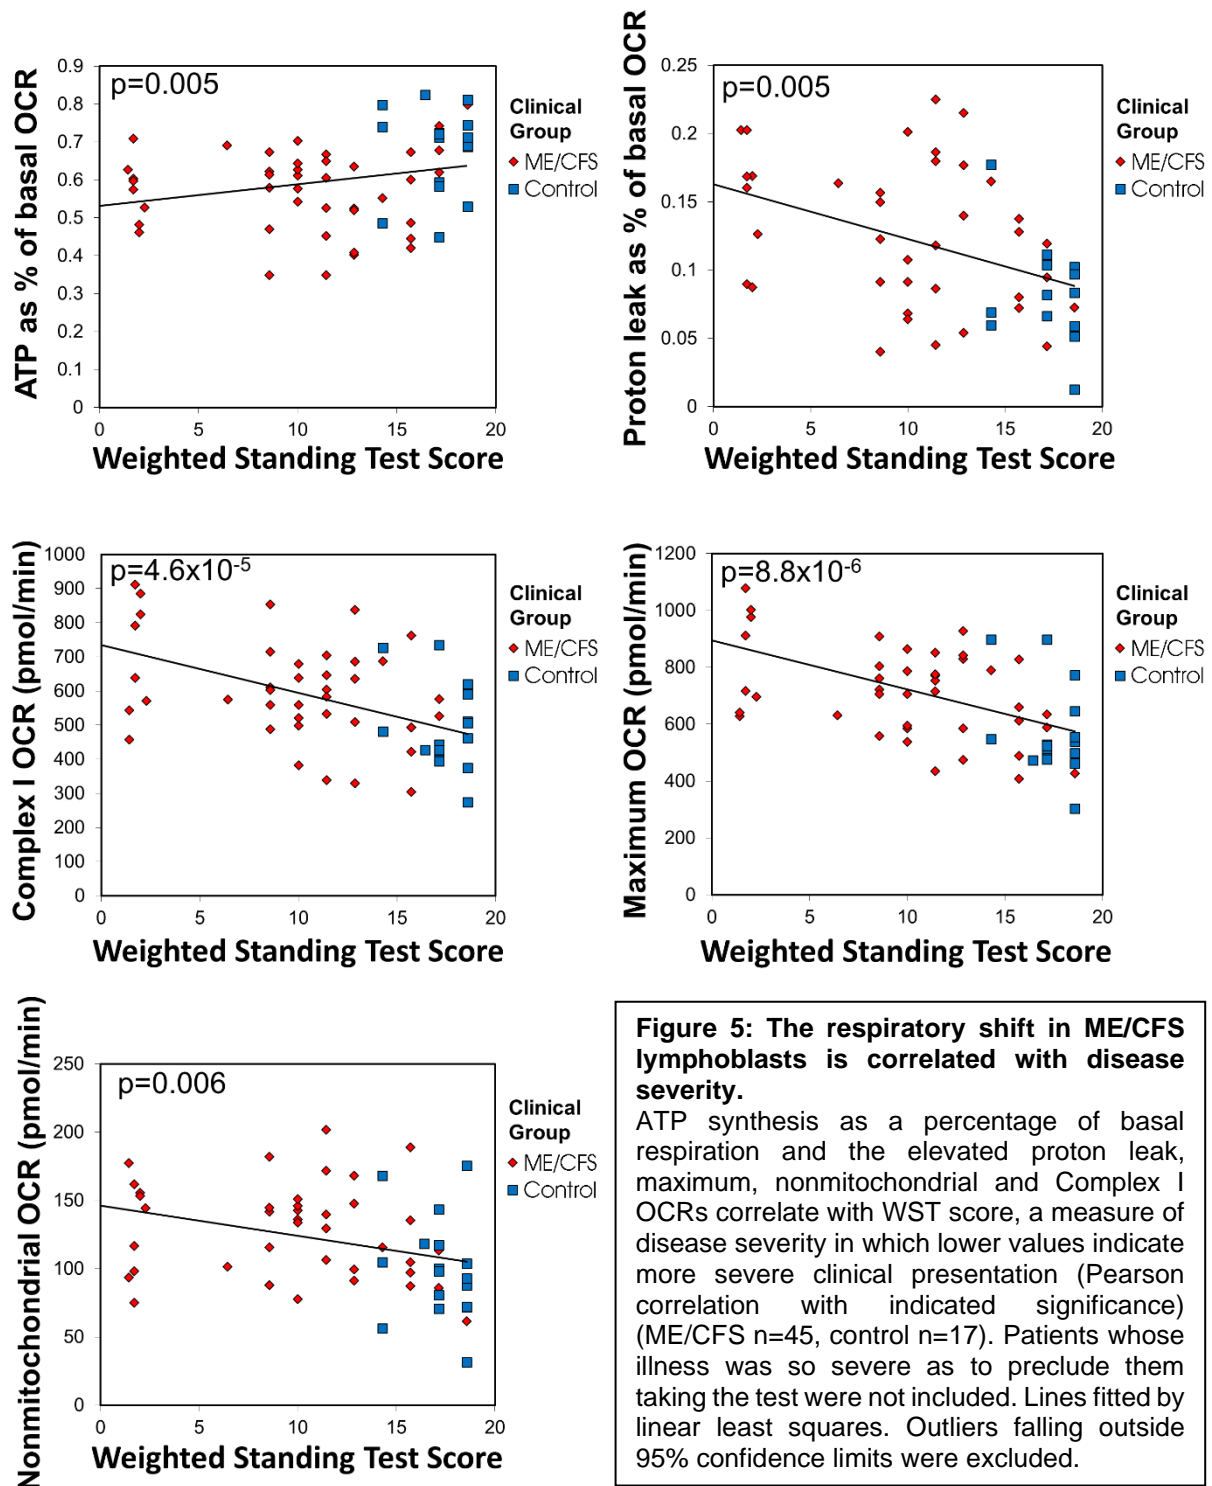 ATP as % of basal OCR
0.9
0.8
0.7
0.6
0.5
0.4
0.3
0.2
0.1
0
p=0.005
0
5
10
15
20
Weighted Standing Test Score
Clinical
Group
ME/CFS
Control
Proton leak as % of basal OCR
0.25
0.2
0.15
0.1
0.05
0
p=0.005
0
5
10
15
20
Weighted Standing Test Score
Clinical
Group
ME/CFS
Control
Complex I OCR (pmol/min)
1000
900
800
700
600
500
400
300
200
100
0
p=4.6x10⁻⁵
0
5
10
15
20
Weighted Standing Test Score
Clinical
Group
ME/CFS
Control
Maximum OCR (pmol/min)
1200
1000
800
600
400
200
0
p=8.8x10⁻⁶
0
5
10
15
20
Weighted Standing Test Score
Clinical
Group
ME/CFS
Control
Nonmitochondrial OCR (pmol/min)
250
200
150
100
50
0
p=0.006
0
5
10
15
20
Weighted Standing Test Score
Clinical
Group
ME/CFS
Control
Figure 5: The respiratory shift in ME/CFS
lymphoblasts is correlated with disease
severity.
ATP synthesis as a percentage of basal
respiration and the elevated proton leak,
maximum, nonmitochondrial and Complex I
OCRs correlate with WST score, a measure of
disease severity in which lower values indicate
more severe clinical presentation (Pearson
correlation with indicated significance)
(ME/CFS n=45, control n=17). Patients whose
illness was so severe as to preclude them
taking the test were not included. Lines fitted by
linear least squares. Outliers falling outside
95% confidence limits were excluded.